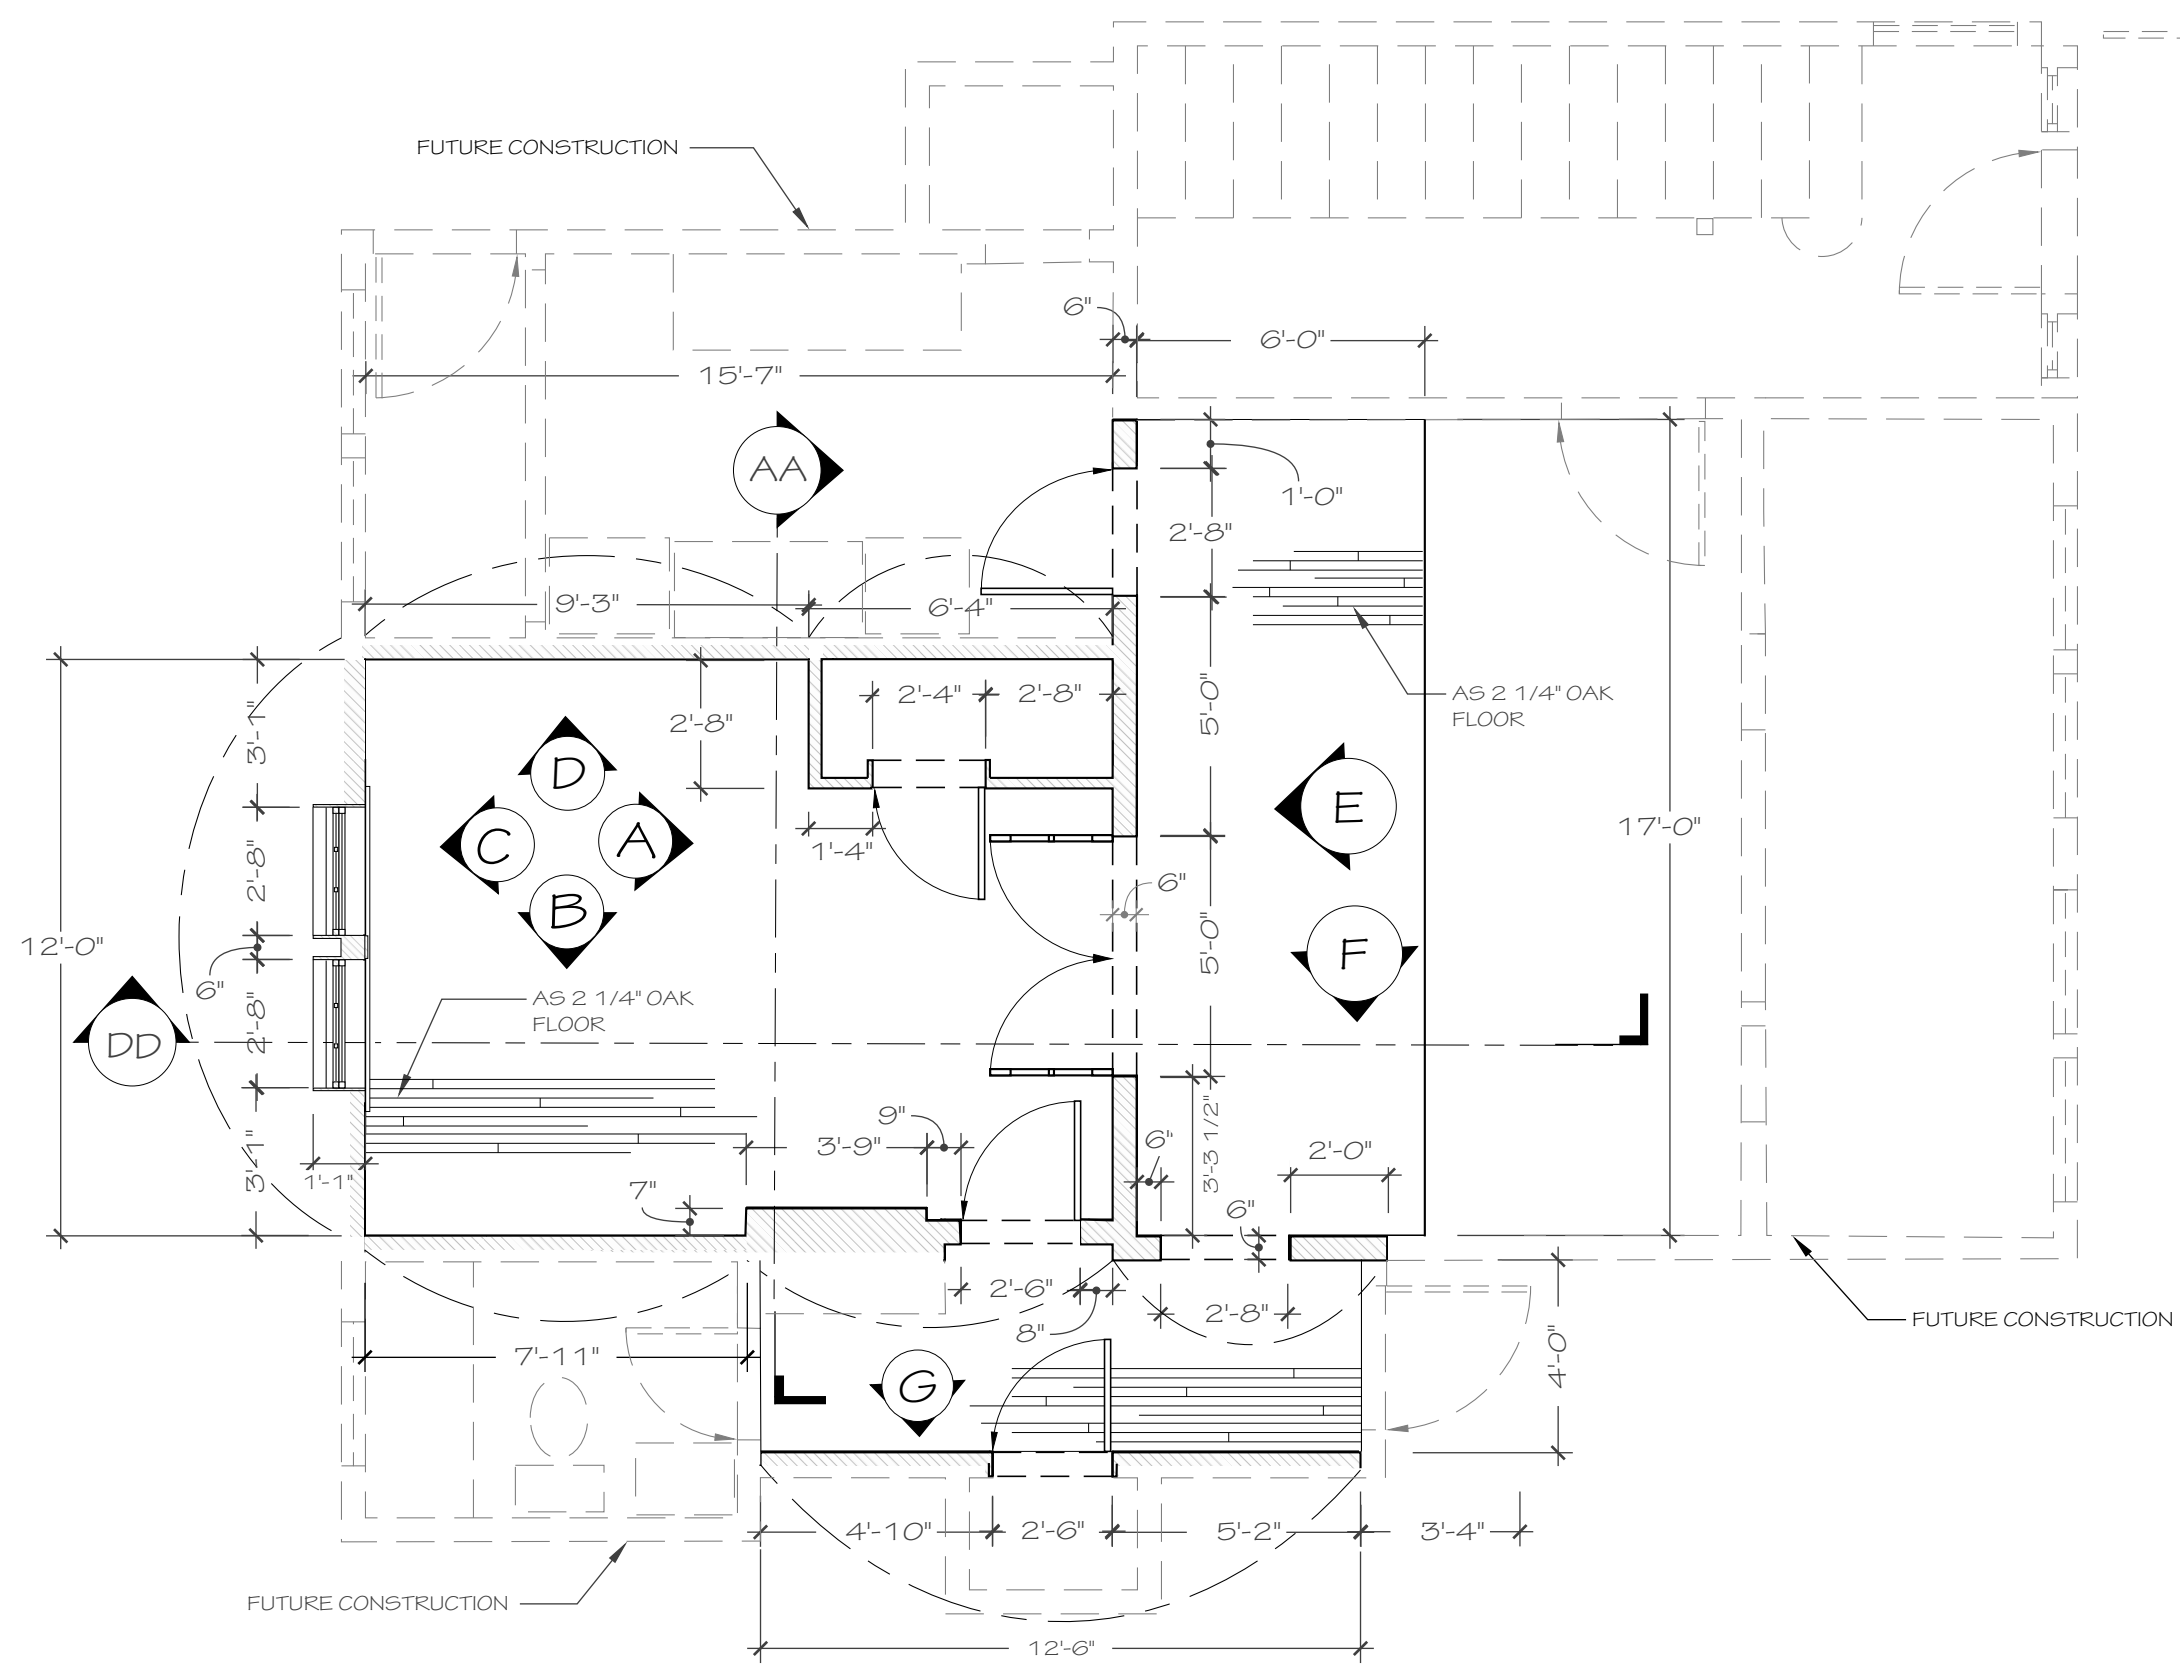 FUTURE CONSTRUCTION
6"
6'-0"
15'-7"
AA
1'-0"
2'-8"
9'-3"
6'-4"
3'-1"
2'-8"
2'-4"
2'-8"
5'-0"
AS 2 1/4" OAK
FLOOR
D
C
A
B
1'-4"
E
17'-0"
2'-8"
6"
12'-0"
6"
5'-0"
F
DD
2'-8"
AS 2 1/4" OAK
FLOOR
9"
3'-9"
3'-1"
1'-1"
7"
6"
3'-3 1/2"
2'-0"
6"
2'-6"
8"
2'-8"
FUTURE CONSTRUCTION
7'-11"
4'-0"
G
4'-10"
2'-6"
5'-2"
3'-4"
FUTURE CONSTRUCTION
12'-6"